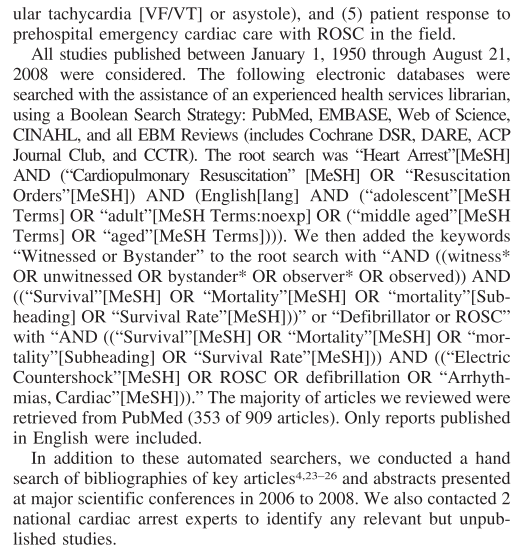 ular tachycardia [VF/VT] or asystole), and (5) patient response to
prehospital emergency cardiac care with ROSC in the field.
All studies published between January 1, 1950 through August 21,
2008 were considered. The following electronic databases were
searched with the assistance of an experienced health services librarian,
using a Boolean Search Strategy: PubMed, EMBASE, Web of Science,
CINAHL, and all EBM Reviews (includes Cochrane DSR, DARE, ACP
Journal Club, and CCTR). The root search was “Heart Arrest”[MeSH]
AND (“Cardiopulmonary Resuscitation” [MeSH] OR “Resuscitation
Orders”[MeSH]) AND (English[lang] AND (“adolescent”[MeSH
Terms] OR “adult”[MeSH Terms:noexp] OR (“middle aged”[MeSH
Terms] OR “aged”[MeSH Terms]))). We then added the keywords
“Witnessed or Bystander” to the root search with “AND ((witness*
OR unwitnessed OR bystander* OR observer* OR observed)) AND
((“Survival”[MeSH] OR “Mortality”[MeSH] OR “mortality”[Sub-
heading] OR “Survival Rate”[MeSH]))” or “Defibrillator or ROSC”
with “AND ((“Survival”[MeSH] OR “Mortality”[MeSH] OR “mor-
tality”[Subheading] OR “Survival Rate”[MeSH])) AND ((“Electric
Countershock”[MeSH] OR ROSC OR defibrillation OR “Arrhyth-
mias, Cardiac”[MeSH])).” The majority of articles we reviewed were
retrieved from PubMed (353 of 909 articles). Only reports published
in English were included.
In addition to these automated searchers, we conducted a hand
search of bibliographies of key articles4,23–26 and abstracts presented
at major scientific conferences in 2006 to 2008. We also contacted 2
national cardiac arrest experts to identify any relevant but unpub-
lished studies.